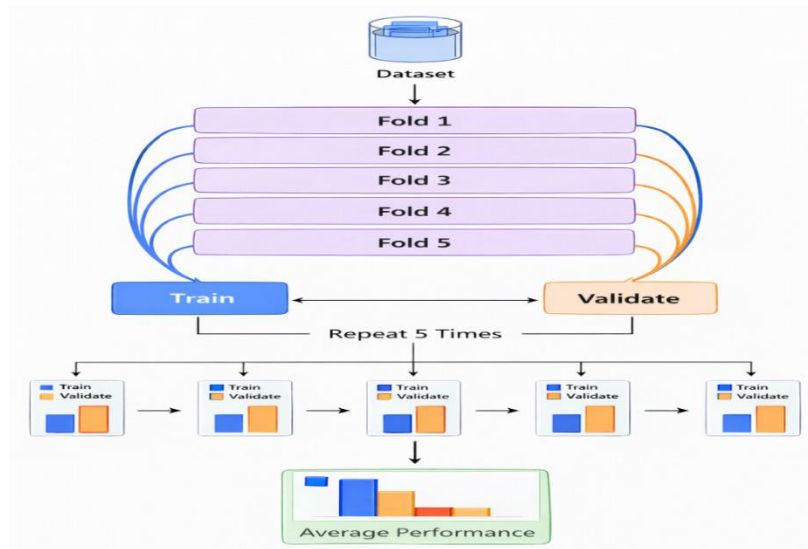 Dataset
Fold 1
Fold 2
Fold 3
Fold 4
Fold 5
Train
Validate
Repeat 5 Times
Train
Validate
Train
Validate
Train
Validate
Train
Validate
Train
Validate
Average Performance